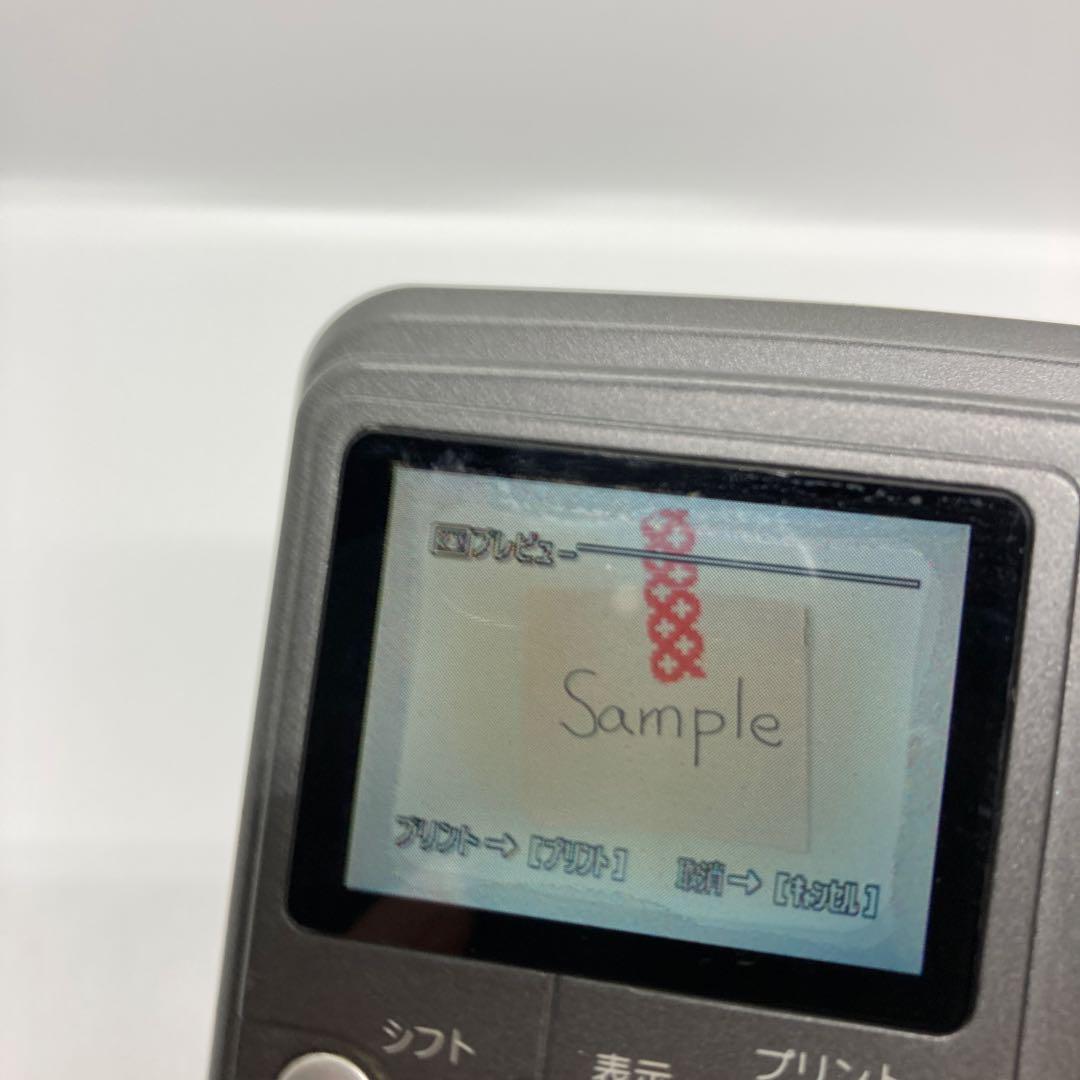 プレビュー
Sample
プリント→[プリント] 取消→[キャンセル]
シフト
表示 プリント